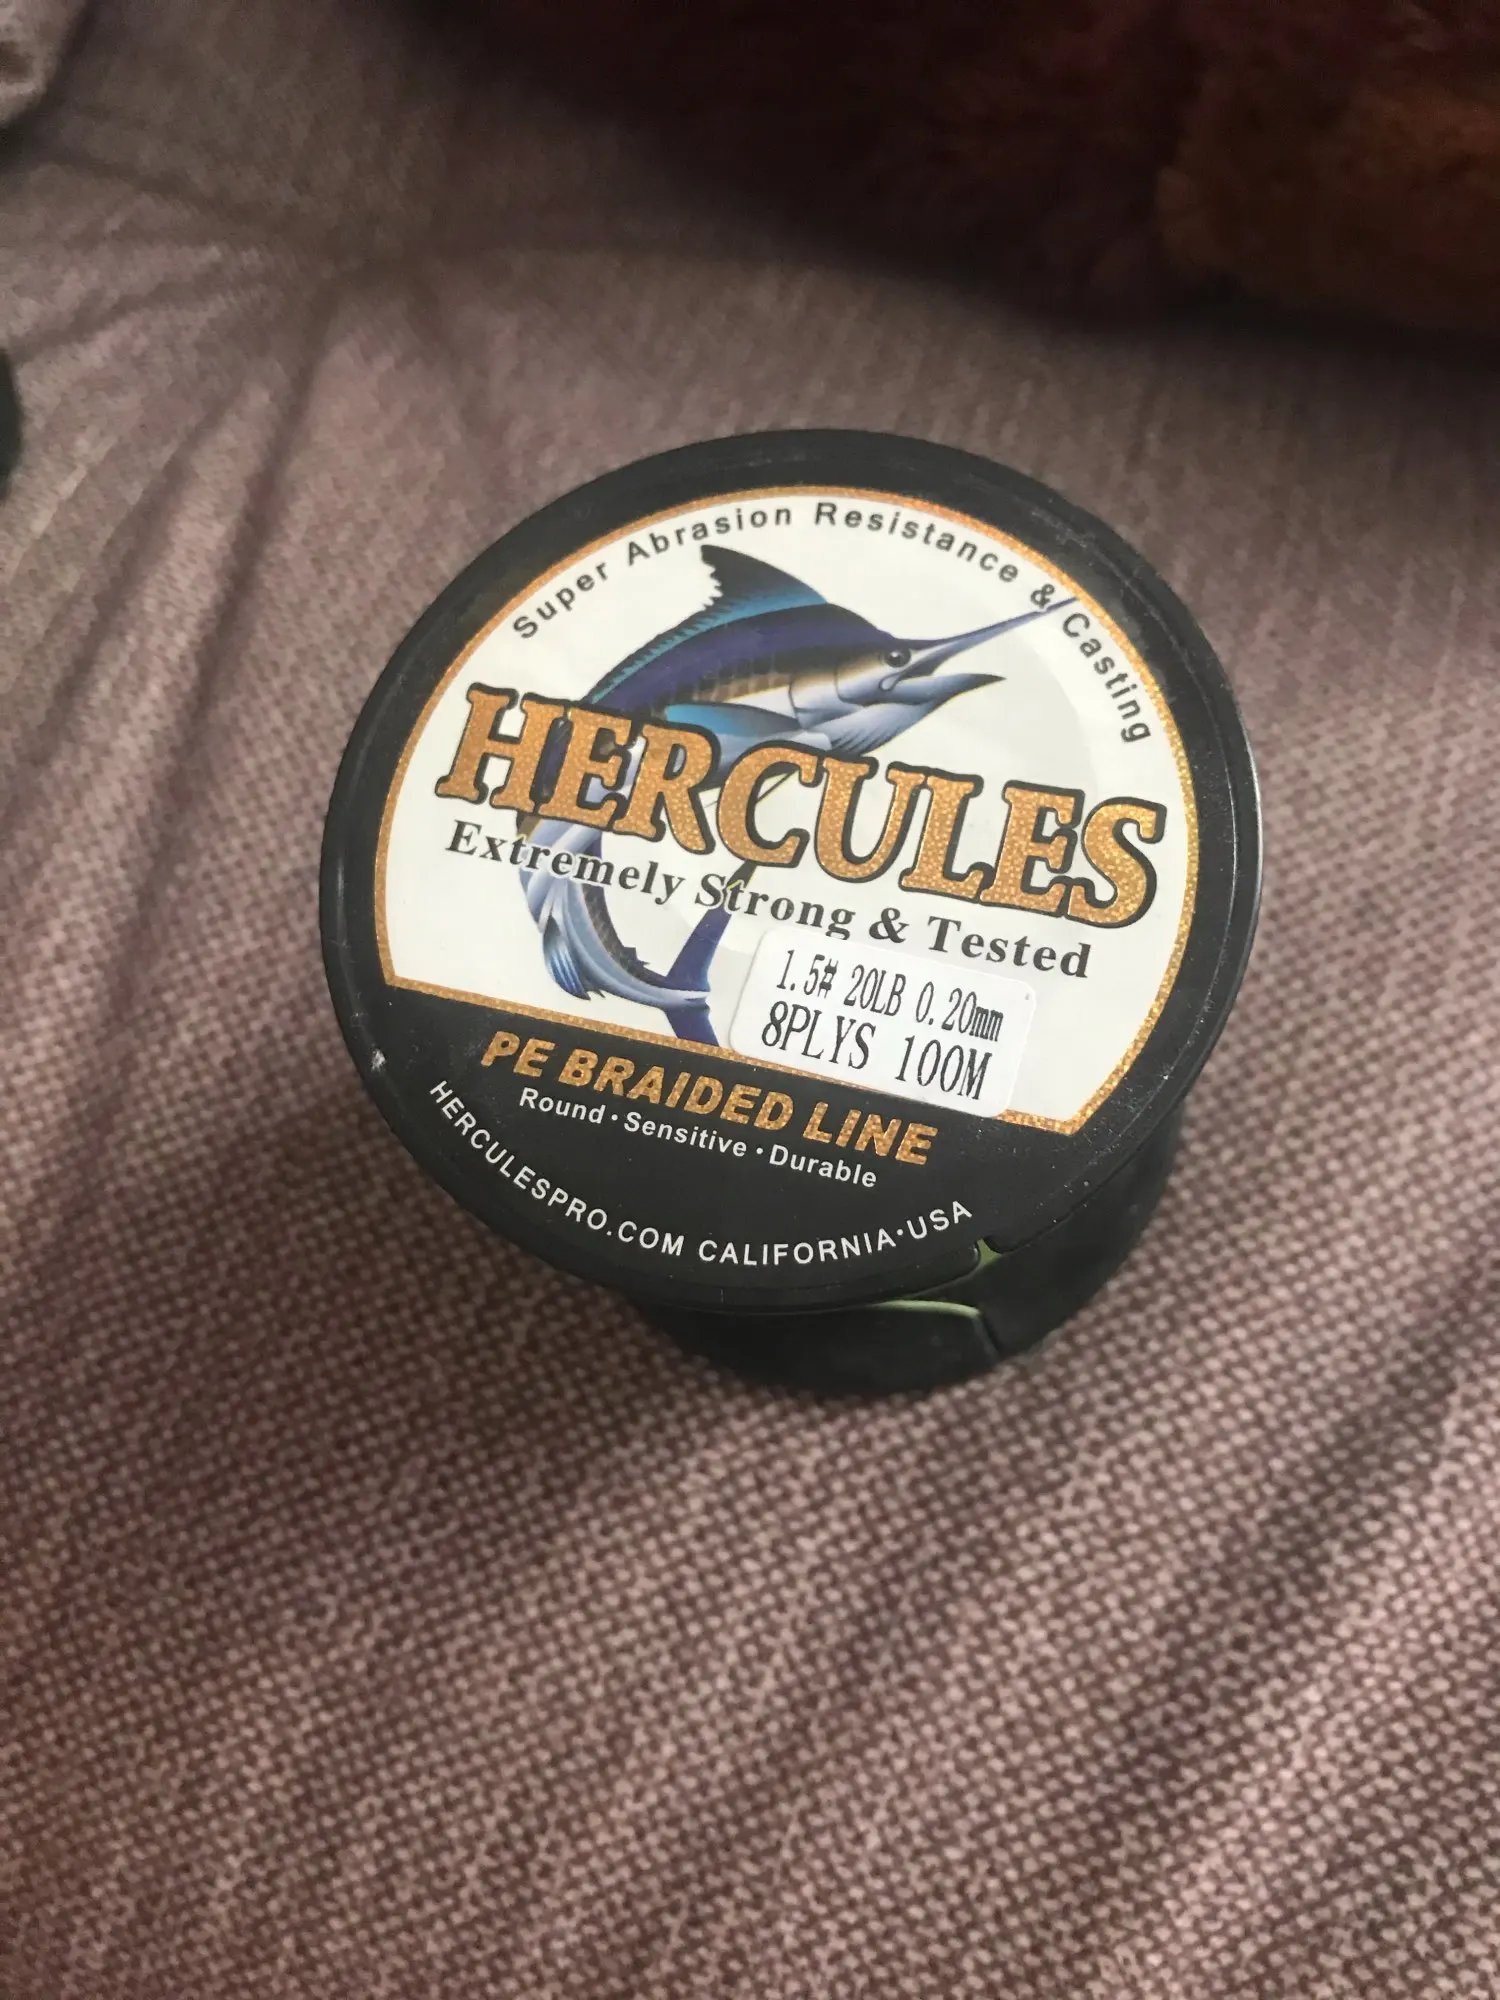 Super Abrasion Resistance & Casting
HERCULES
Extremely Strong & Tested
1.5# 20LB 0.20mm
8PLYS 100M
PE BRAIDED LINE
Round • Sensitive • Durable
HERCULESPRO.COM CALIFORNIA•USA